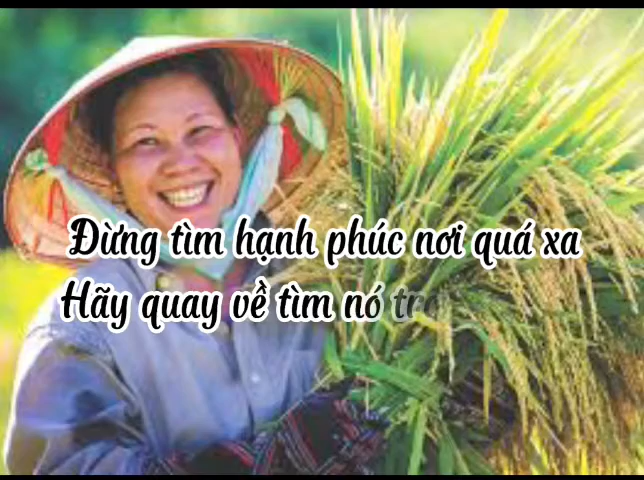 Đừng tìm hạnh phúc nơi quá xa
Hãy quay về tìm nó